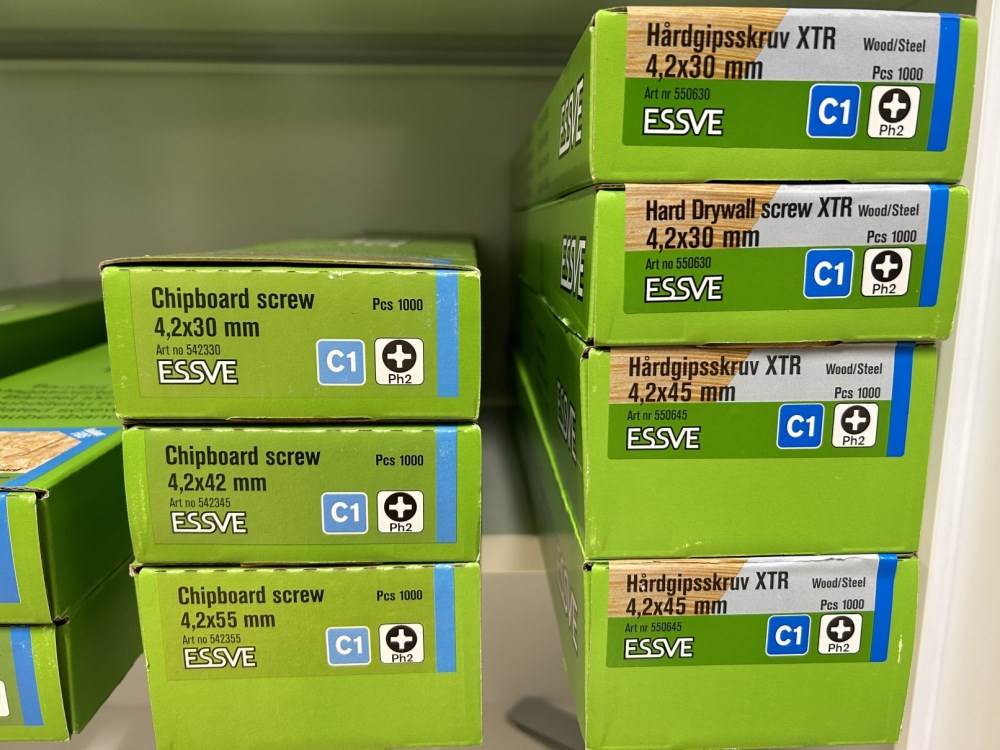 Chipboard screw
Pcs 1000
4,2x30 mm
Art no 542330
ESSVE
C1
Ph2
Chipboard screw
Pcs 1000
4,2x42 mm
Art no 542345
ESSVE
C1
Ph2
Chipboard screw
Pcs 1000
4,2x55 mm
Art no 542355
ESSVE
C1
Ph2
ESSVE
Hårdgipsskruv XTR
Wood/Steel
4,2x30 mm
Pcs 1000
Art nr 550630
ESSVE
C1
Ph2
ESSVE
Hard Drywall screw XTR
Wood/Steel
4,2x30 mm
Pcs 1000
Art no 550630
ESSVE
C1
Ph2
ESSVE
Hårdgipsskruv XTR
Wood/Steel
4,2x45 mm
Pcs 1000
Art nr 550645
ESSVE
C1
Ph2
Hårdgipsskruv XTR
Wood/Steel
4,2x45 mm
Pcs 1000
Art nr 550645
ESSVE
C1
Ph2